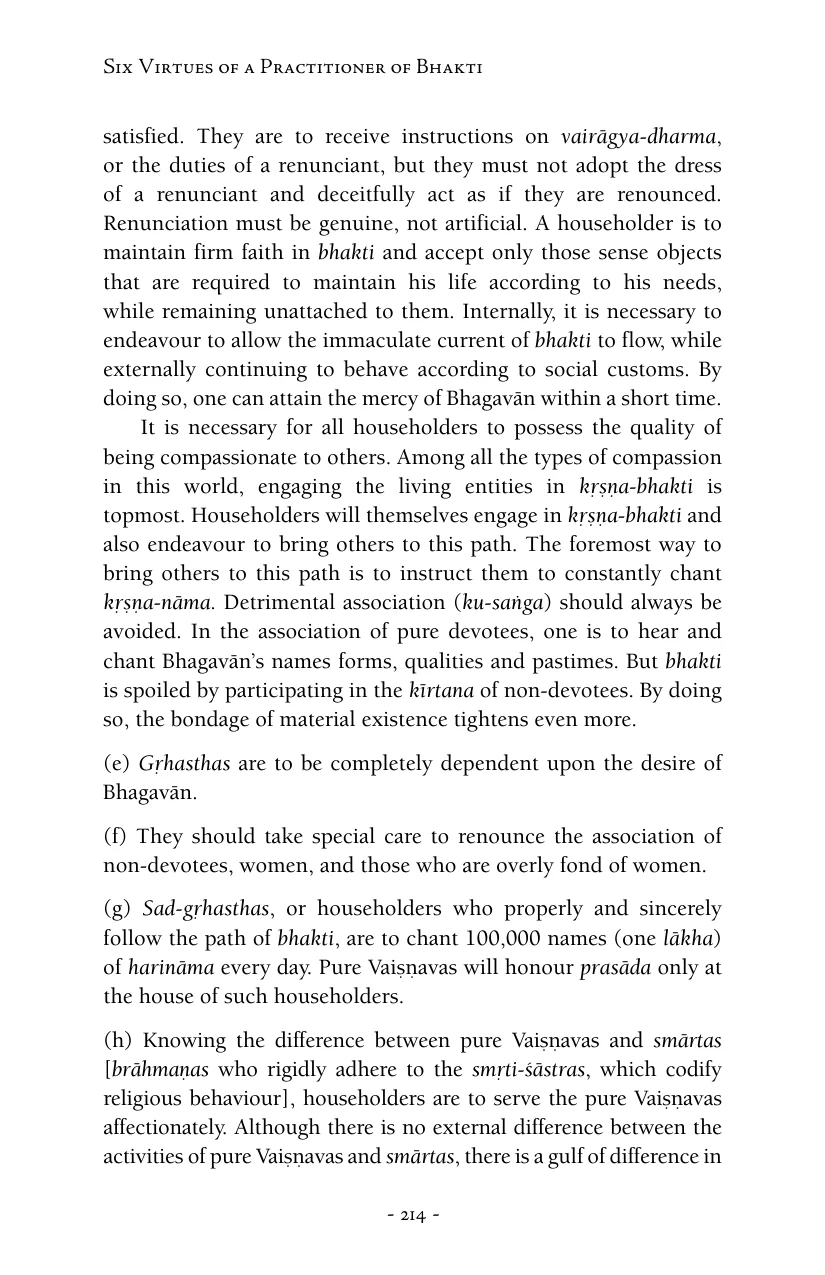 Six Virtues of a Practitioner of Bhakti
satisfied. They are to receive instructions on vairāgya-dharma,
or the duties of a renunciant, but they must not adopt the dress
of a renunciant and deceitfully act as if they are renounced.
Renunciation must be genuine, not artificial. A householder is to
maintain firm faith in bhakti and accept only those sense objects
that are required to maintain his life according to his needs,
while remaining unattached to them. Internally, it is necessary to
endeavour to allow the immaculate current of bhakti to flow, while
externally continuing to behave according to social customs. By
doing so, one can attain the mercy of Bhagavān within a short time.
It is necessary for all householders to possess the quality of
being compassionate to others. Among all the types of compassion
in this world, engaging the living entities in kṛṣṇa-bhakti is
topmost. Householders will themselves engage in kṛṣṇa-bhakti and
also endeavour to bring others to this path. The foremost way to
bring others to this path is to instruct them to constantly chant
kṛṣṇa-nāma. Detrimental association (ku-saṅga) should always be
avoided. In the association of pure devotees, one is to hear and
chant Bhagavān's names forms, qualities and pastimes. But bhakti
is spoiled by participating in the kīrtana of non-devotees. By doing
so, the bondage of material existence tightens even more.
(e) Gṛhasthas are to be completely dependent upon the desire of
Bhagavān.
(f) They should take special care to renounce the association of
non-devotees, women, and those who are overly fond of women.
(g) Sad-gṛhasthas, or householders who properly and sincerely
follow the path of bhakti, are to chant 100,000 names (one lākha)
of harināma every day. Pure Vaiṣṇavas will honour prasāda only at
the house of such householders.
(h) Knowing the difference between pure Vaiṣṇavas and smārtas
[brāhmaṇas who rigidly adhere to the smṛti-śāstras, which codify
religious behaviour], householders are to serve the pure Vaiṣṇavas
affectionately. Although there is no external difference between the
activities of pure Vaiṣṇavas and smārtas, there is a gulf of difference in
- 214 -